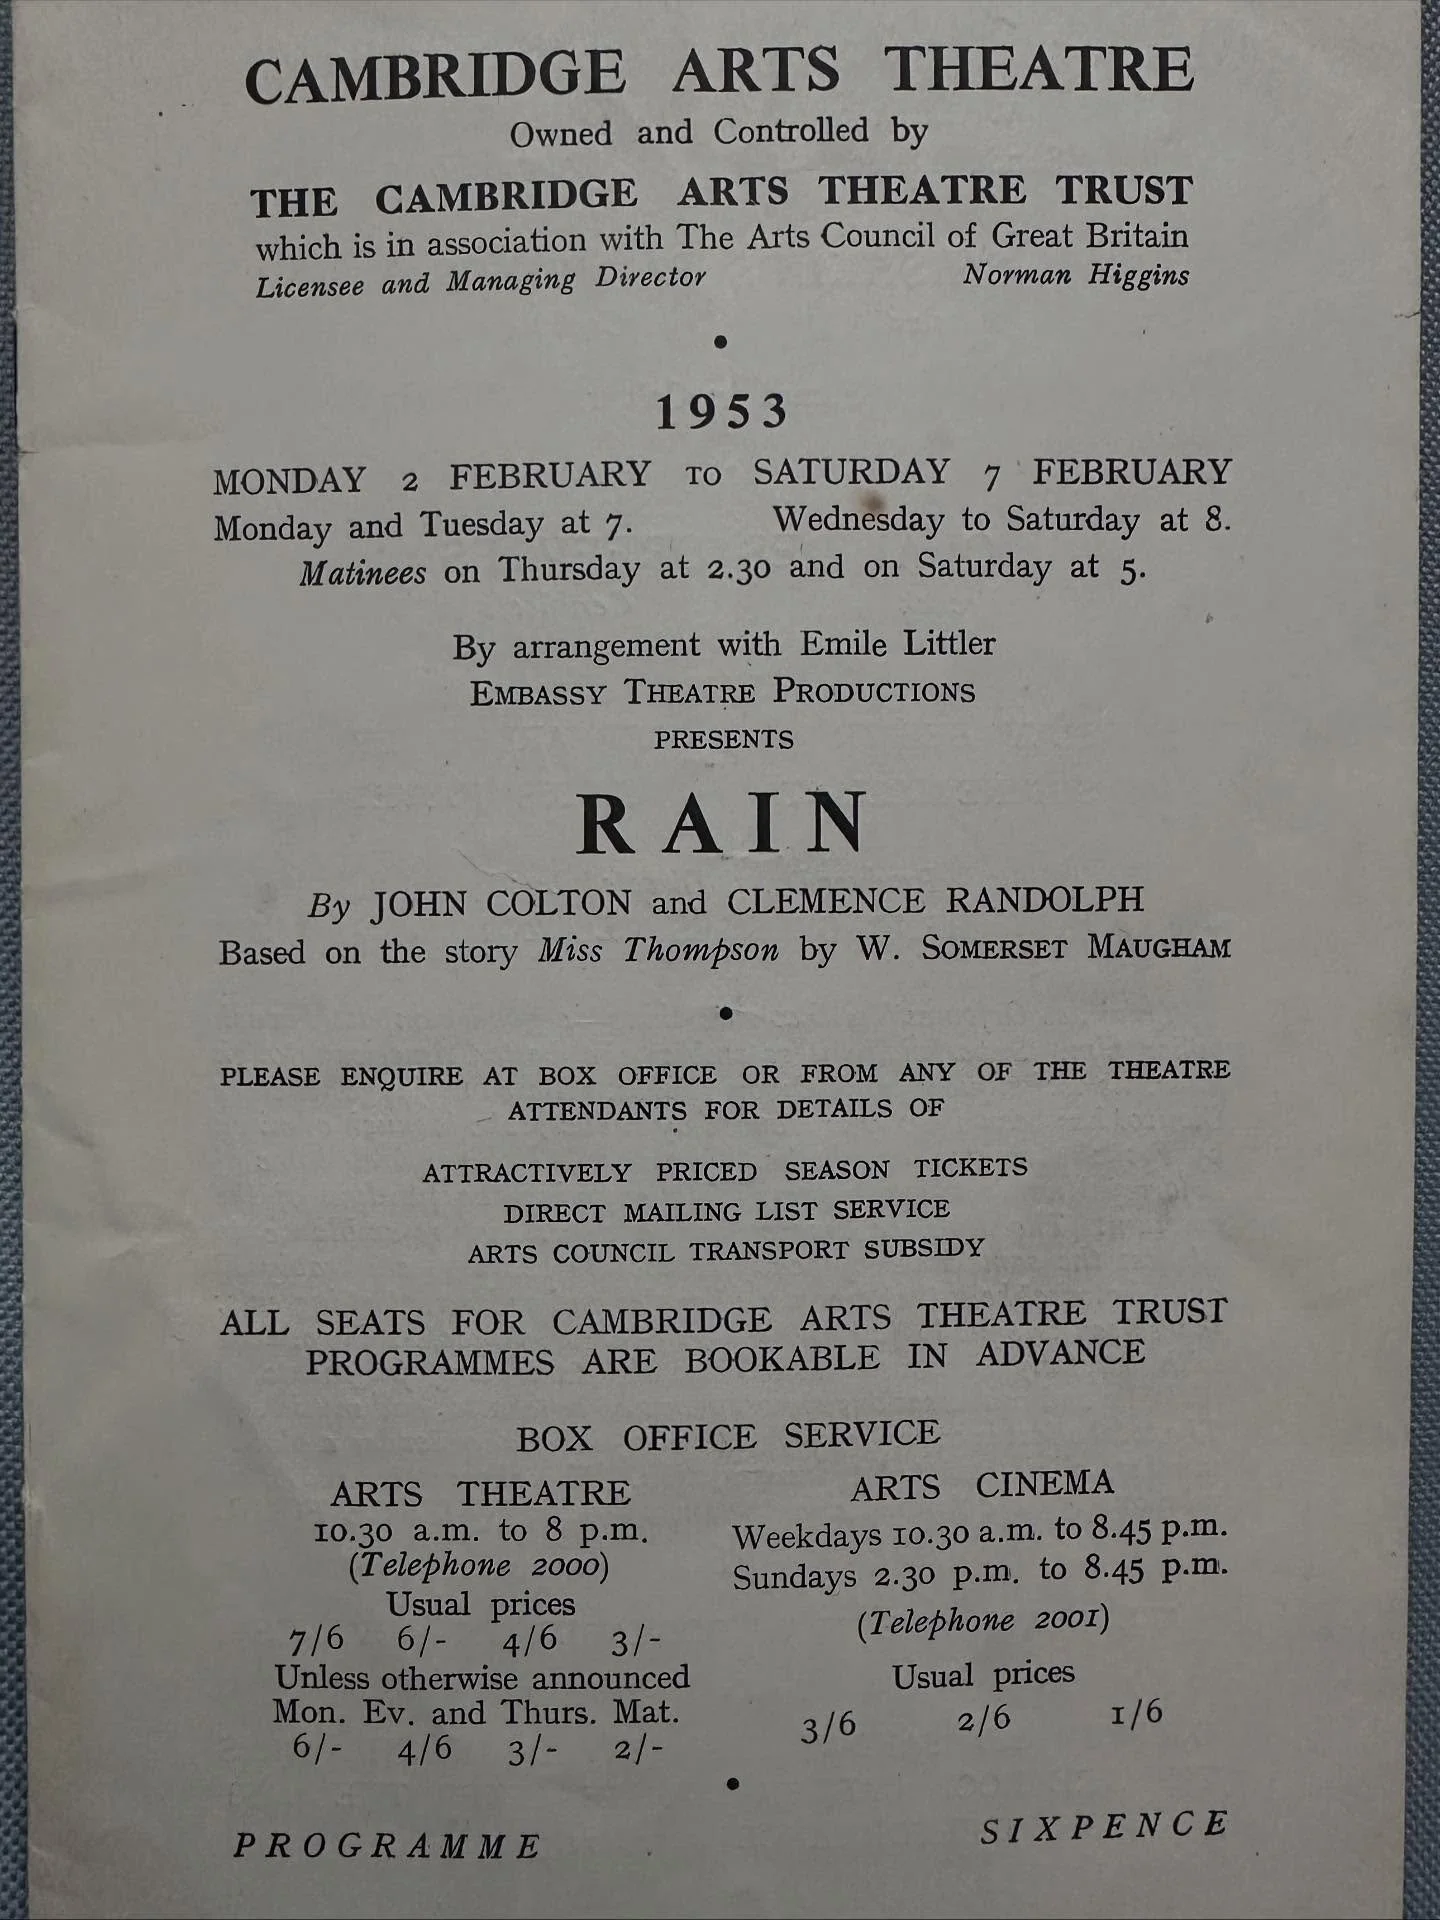 CAMBRIDGE ARTS THEATRE
Owned and Controlled by
THE CAMBRIDGE ARTS THEATRE TRUST
which is in association with The Arts Council of Great Britain
Licensee and Managing Director Norman Higgins
•
1953
MONDAY 2 FEBRUARY TO SATURDAY 7 FEBRUARY
Monday and Tuesday at 7. Wednesday to Saturday at 8.
Matinees on Thursday at 2.30 and on Saturday at 5.
By arrangement with Emile Littler
EMBASSY THEATRE PRODUCTIONS
PRESENTS
RAIN
By JOHN COLTON and CLEMENCE RANDOLPH
Based on the story Miss Thompson by W. SOMERSET MAUGHAM
•
PLEASE ENQUIRE AT BOX OFFICE OR FROM ANY OF THE THEATRE
ATTENDANTS FOR DETAILS OF
ATTRACTIVELY PRICED SEASON TICKETS
DIRECT MAILING LIST SERVICE
ARTS COUNCIL TRANSPORT SUBSIDY
ALL SEATS FOR CAMBRIDGE ARTS THEATRE TRUST
PROGRAMMES ARE BOOKABLE IN ADVANCE
BOX OFFICE SERVICE
ARTS THEATRE
10.30 a.m. to 8 p.m.
(Telephone 2000)
Usual prices
7/6 6/- 4/6 3/-
Unless otherwise announced
Mon. Ev. and Thurs. Mat.
6/- 4/6 3/- 2/-
ARTS CINEMA
Weekdays 10.30 a.m. to 8.45 p.m.
Sundays 2.30 p.m. to 8.45 p.m.
(Telephone 2001)
Usual prices
3/6 2/6 1/6
•
PROGRAMME SIXPENCE